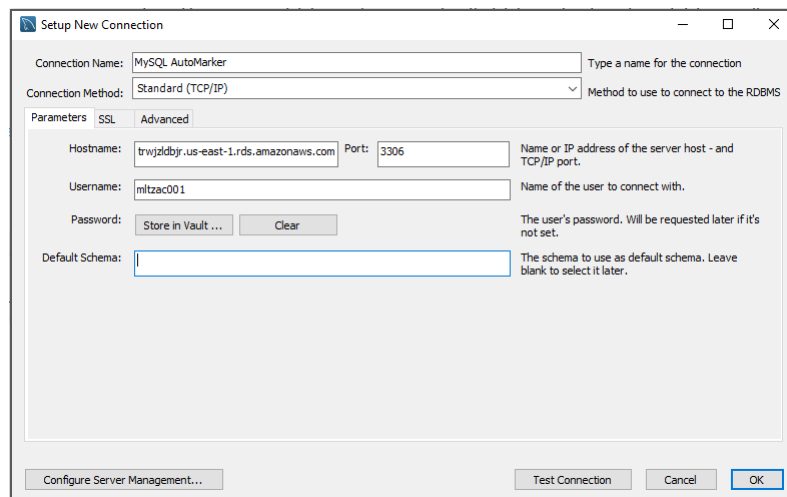 Setup New Connection
Connection Name: MySQL AutoMarker Type a name for the connection
Connection Method: Standard (TCP/IP) Method to use to connect to the RDBMS
Parameters SSL Advanced
Hostname: trwjzldbjr.us-east-1.rds.amazonaws.com Port: 3306 Name or IP address of the server host - and
TCP/IP port.
Username: mltzac001 Name of the user to connect with.
Password: Store in Vault ... Clear The user's password. Will be requested later if it's
not set.
Default Schema: The schema to use as default schema. Leave
blank to select it later.
Configure Server Management... Test Connection Cancel OK